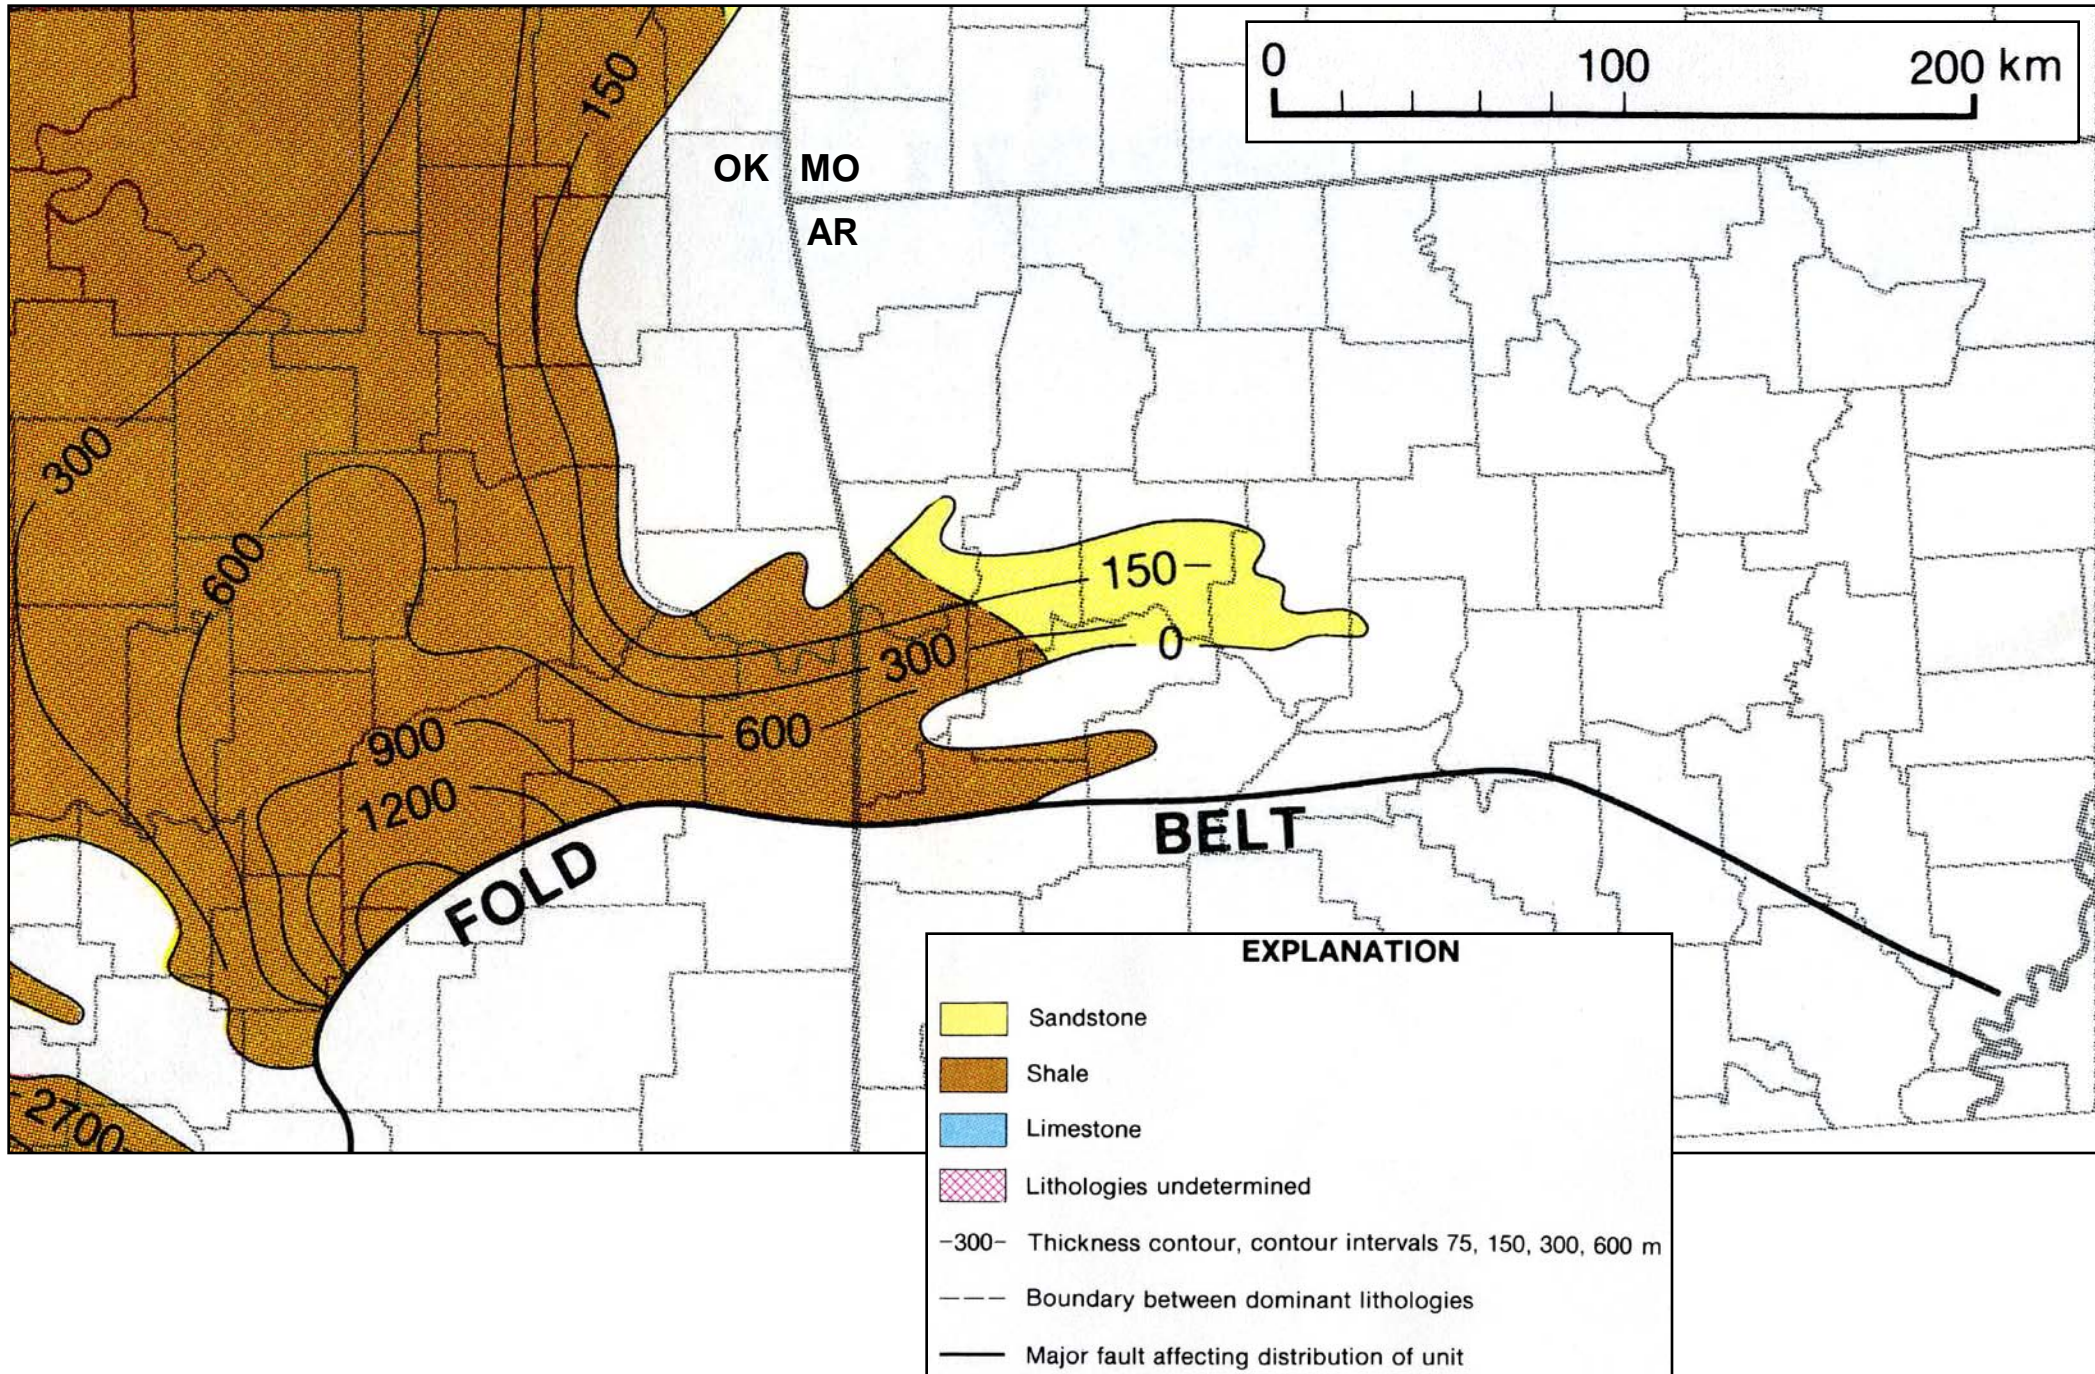 0 100 200 km
150
OK MO
AR
300
600
150
300
0
600
900
1200
FOLD BELT
2700
EXPLANATION
Sandstone
Shale
Limestone
Lithologies undetermined
-300- Thickness contour, contour intervals 75, 150, 300, 600 m
Boundary between dominant lithologies
Major fault affecting distribution of unit